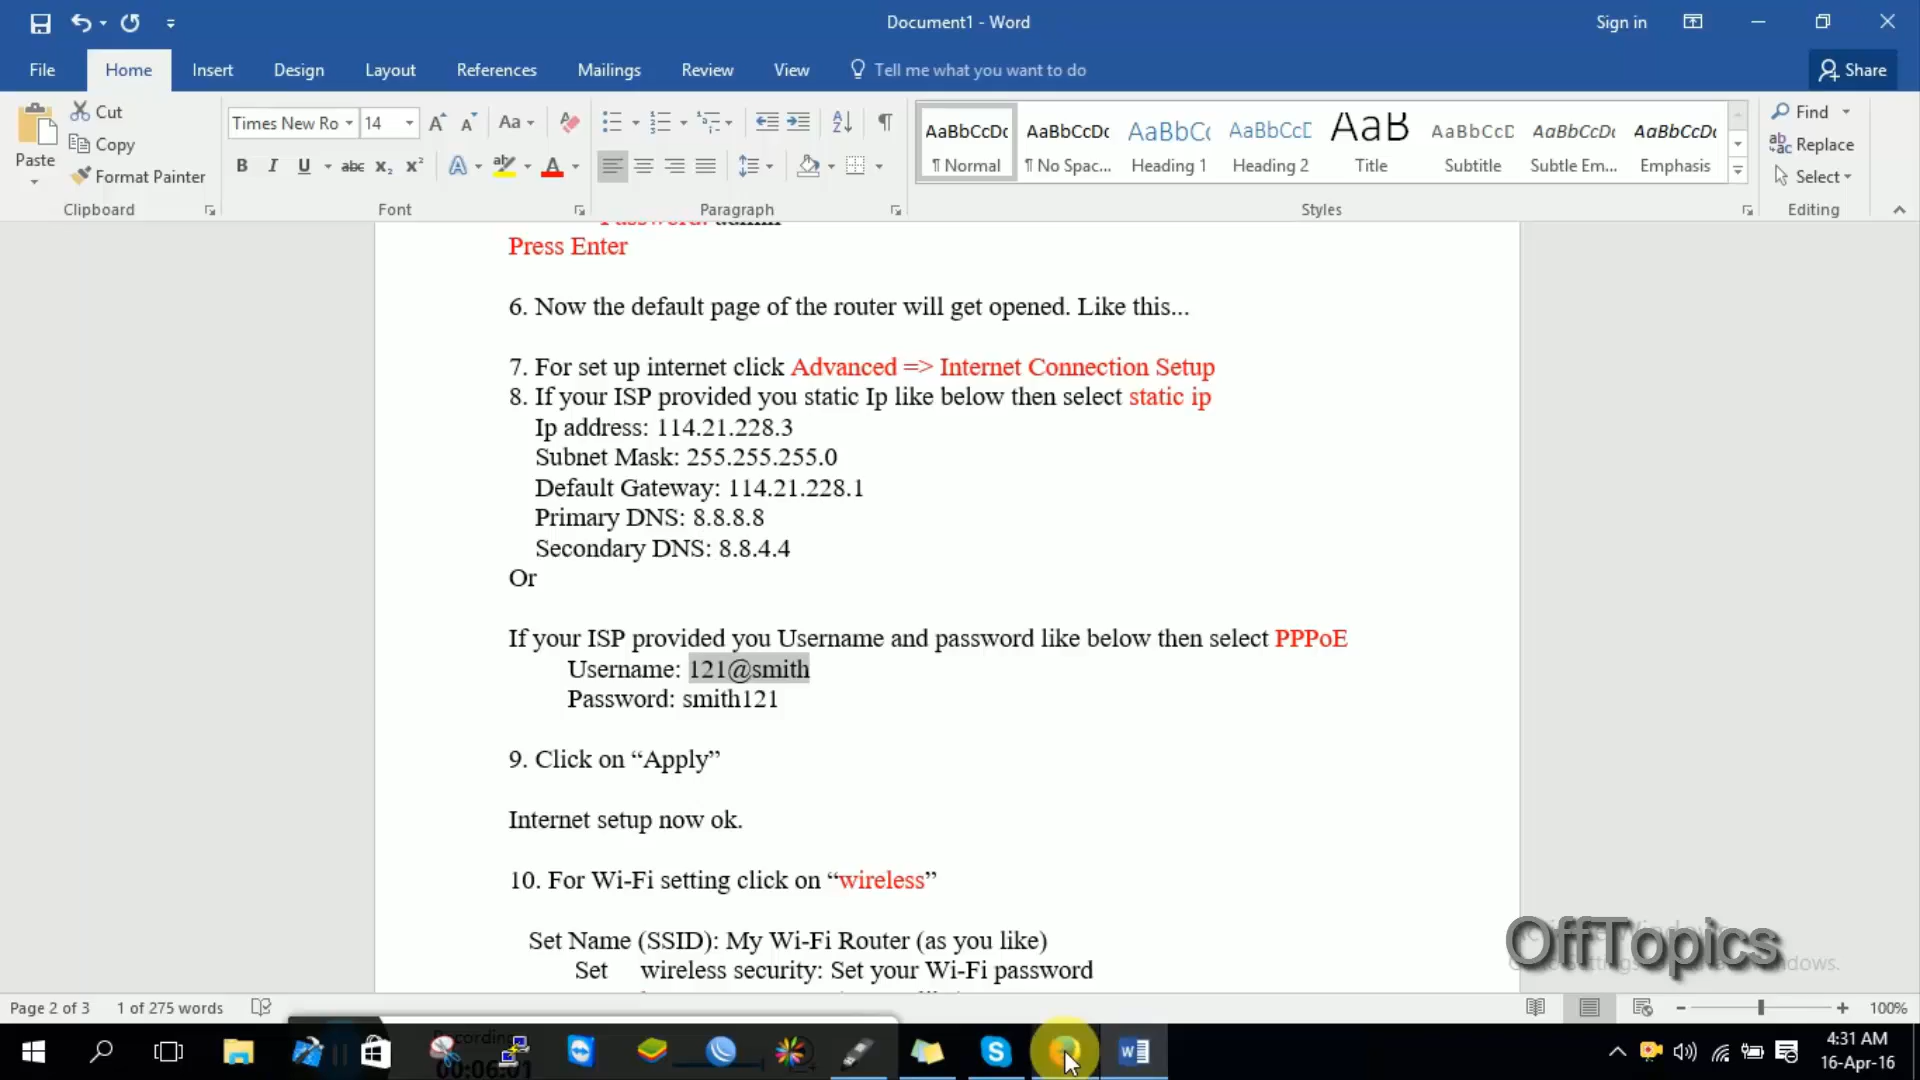 Document1 - Word
Sign in
File Home Insert Design Layout References Mailings Review View Tell me what you want to do Share
Cut
Copy
Format Painter
Paste
Clipboard
Times New Ro 14
Font
Paragraph
AaBbCcDc AaBbCcDc AaBbC AaBbCcD AaB AaBbCcD AaBbCcDc AaBbCcDc
¶ Normal ¶ No Spac... Heading 1 Heading 2 Title Subtitle Subtle Em... Emphasis
Styles
Find
Replace
Select
Editing
Password: admin
Press Enter
6. Now the default page of the router will get opened. Like this...
7. For set up internet click Advanced => Internet Connection Setup
8. If your ISP provided you static Ip like below then select static ip
Ip address: 114.21.228.3
Subnet Mask: 255.255.255.0
Default Gateway: 114.21.228.1
Primary DNS: 8.8.8.8
Secondary DNS: 8.8.4.4
Or
If your ISP provided you Username and password like below then select PPPoE
Username: 121@smith
Password: smith121
9. Click on “Apply”
Internet setup now ok.
10. For Wi-Fi setting click on “wireless”
Set Name (SSID): My Wi-Fi Router (as you like)
Set wireless security: Set your Wi-Fi password
OffTopics
Page 2 of 3 1 of 275 words
100%
00:06:01
4:31 AM
16-Apr-16